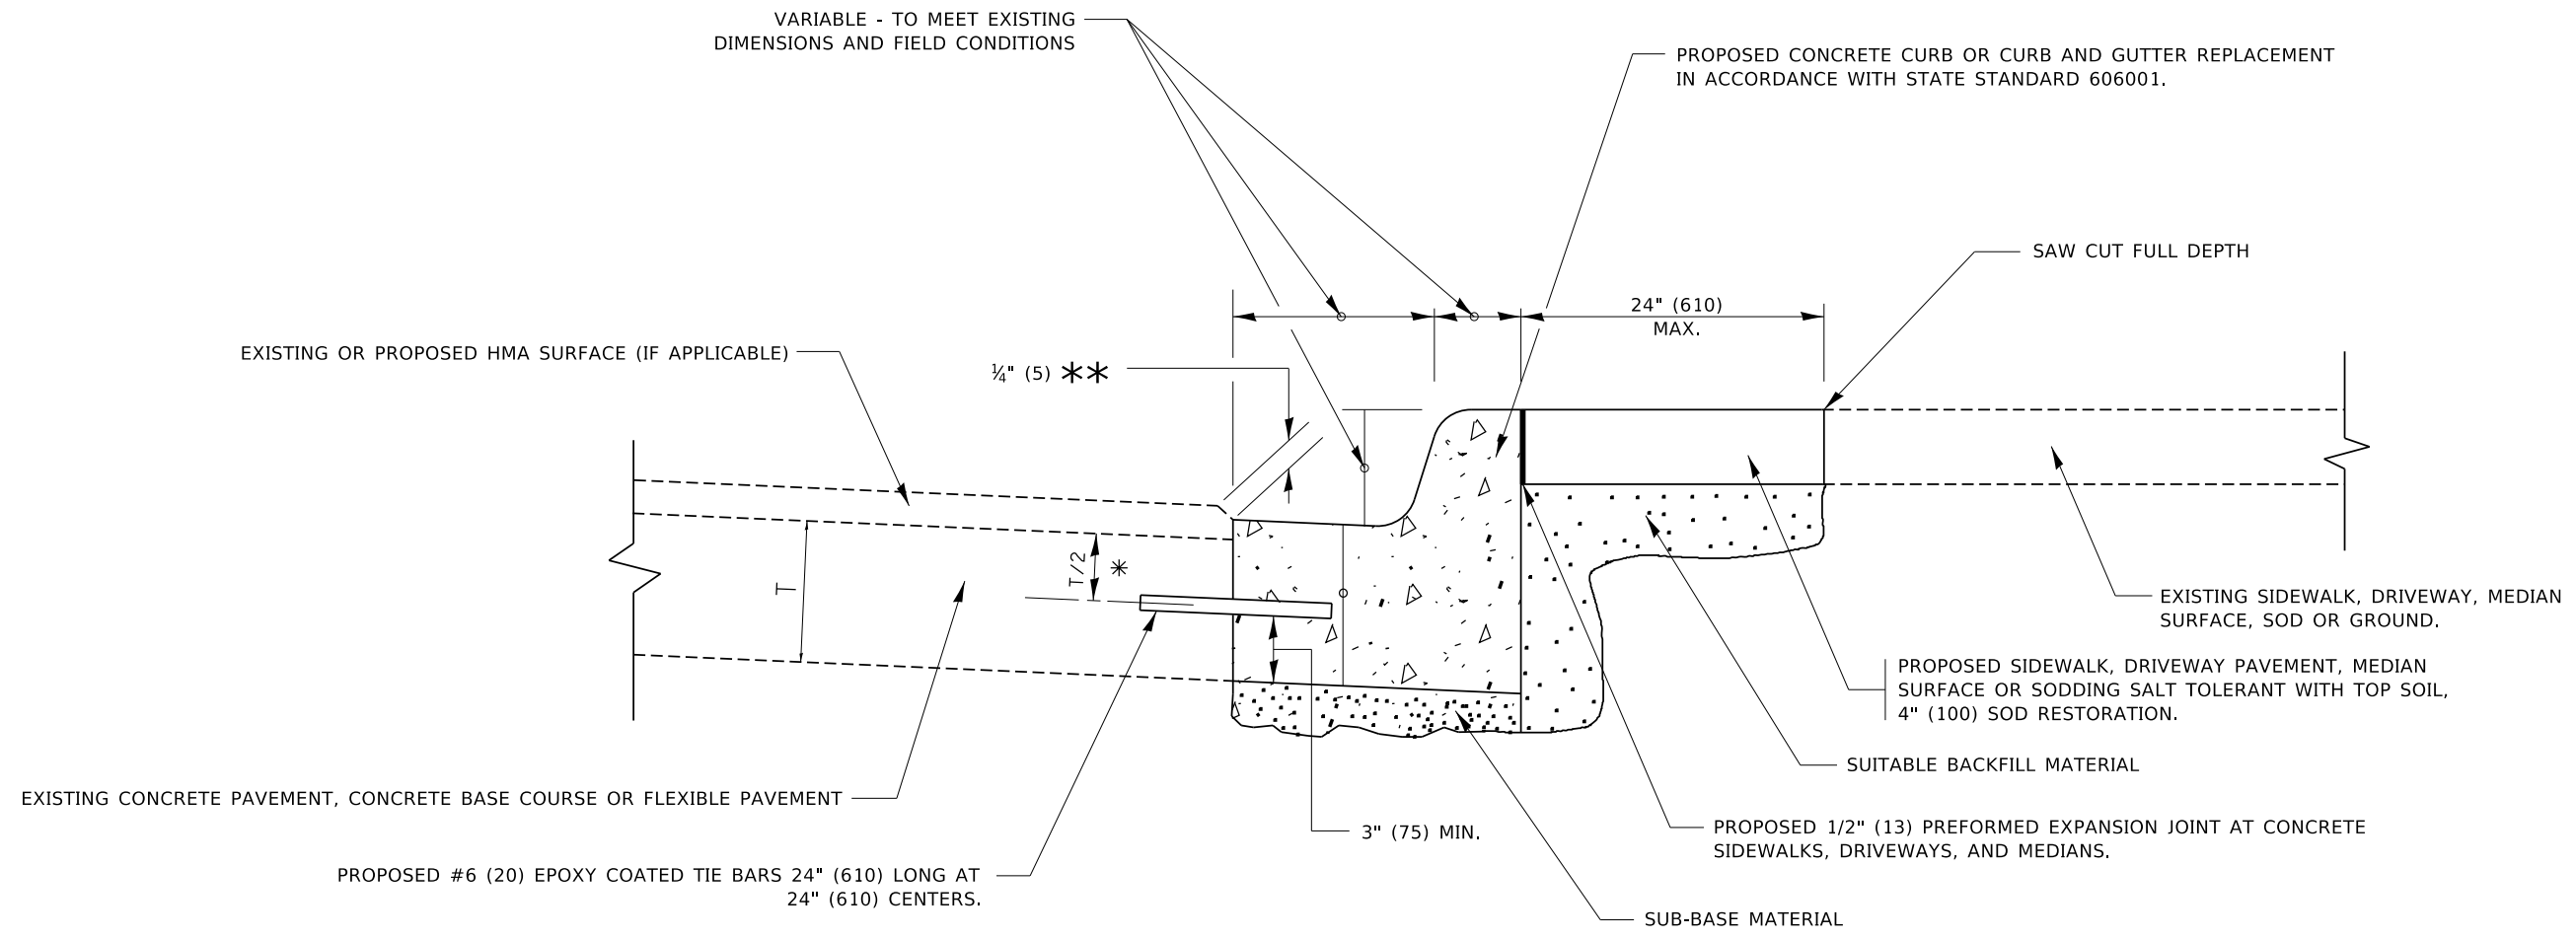 VARIABLE - TO MEET EXISTING
DIMENSIONS AND FIELD CONDITIONS
PROPOSED CONCRETE CURB OR CURB AND GUTTER REPLACEMENT
IN ACCORDANCE WITH STATE STANDARD 606001.
SAW CUT FULL DEPTH
24" (610)
MAX.
EXISTING OR PROPOSED HMA SURFACE (IF APPLICABLE)
¼" (5) **
T
T/2 *
EXISTING SIDEWALK, DRIVEWAY, MEDIAN
SURFACE, SOD OR GROUND.
PROPOSED SIDEWALK, DRIVEWAY PAVEMENT, MEDIAN
SURFACE OR SODDING SALT TOLERANT WITH TOP SOIL,
4" (100) SOD RESTORATION.
SUITABLE BACKFILL MATERIAL
EXISTING CONCRETE PAVEMENT, CONCRETE BASE COURSE OR FLEXIBLE PAVEMENT
3" (75) MIN.
PROPOSED 1/2" (13) PREFORMED EXPANSION JOINT AT CONCRETE
SIDEWALKS, DRIVEWAYS, AND MEDIANS.
PROPOSED #6 (20) EPOXY COATED TIE BARS 24" (610) LONG AT
24" (610) CENTERS.
SUB-BASE MATERIAL